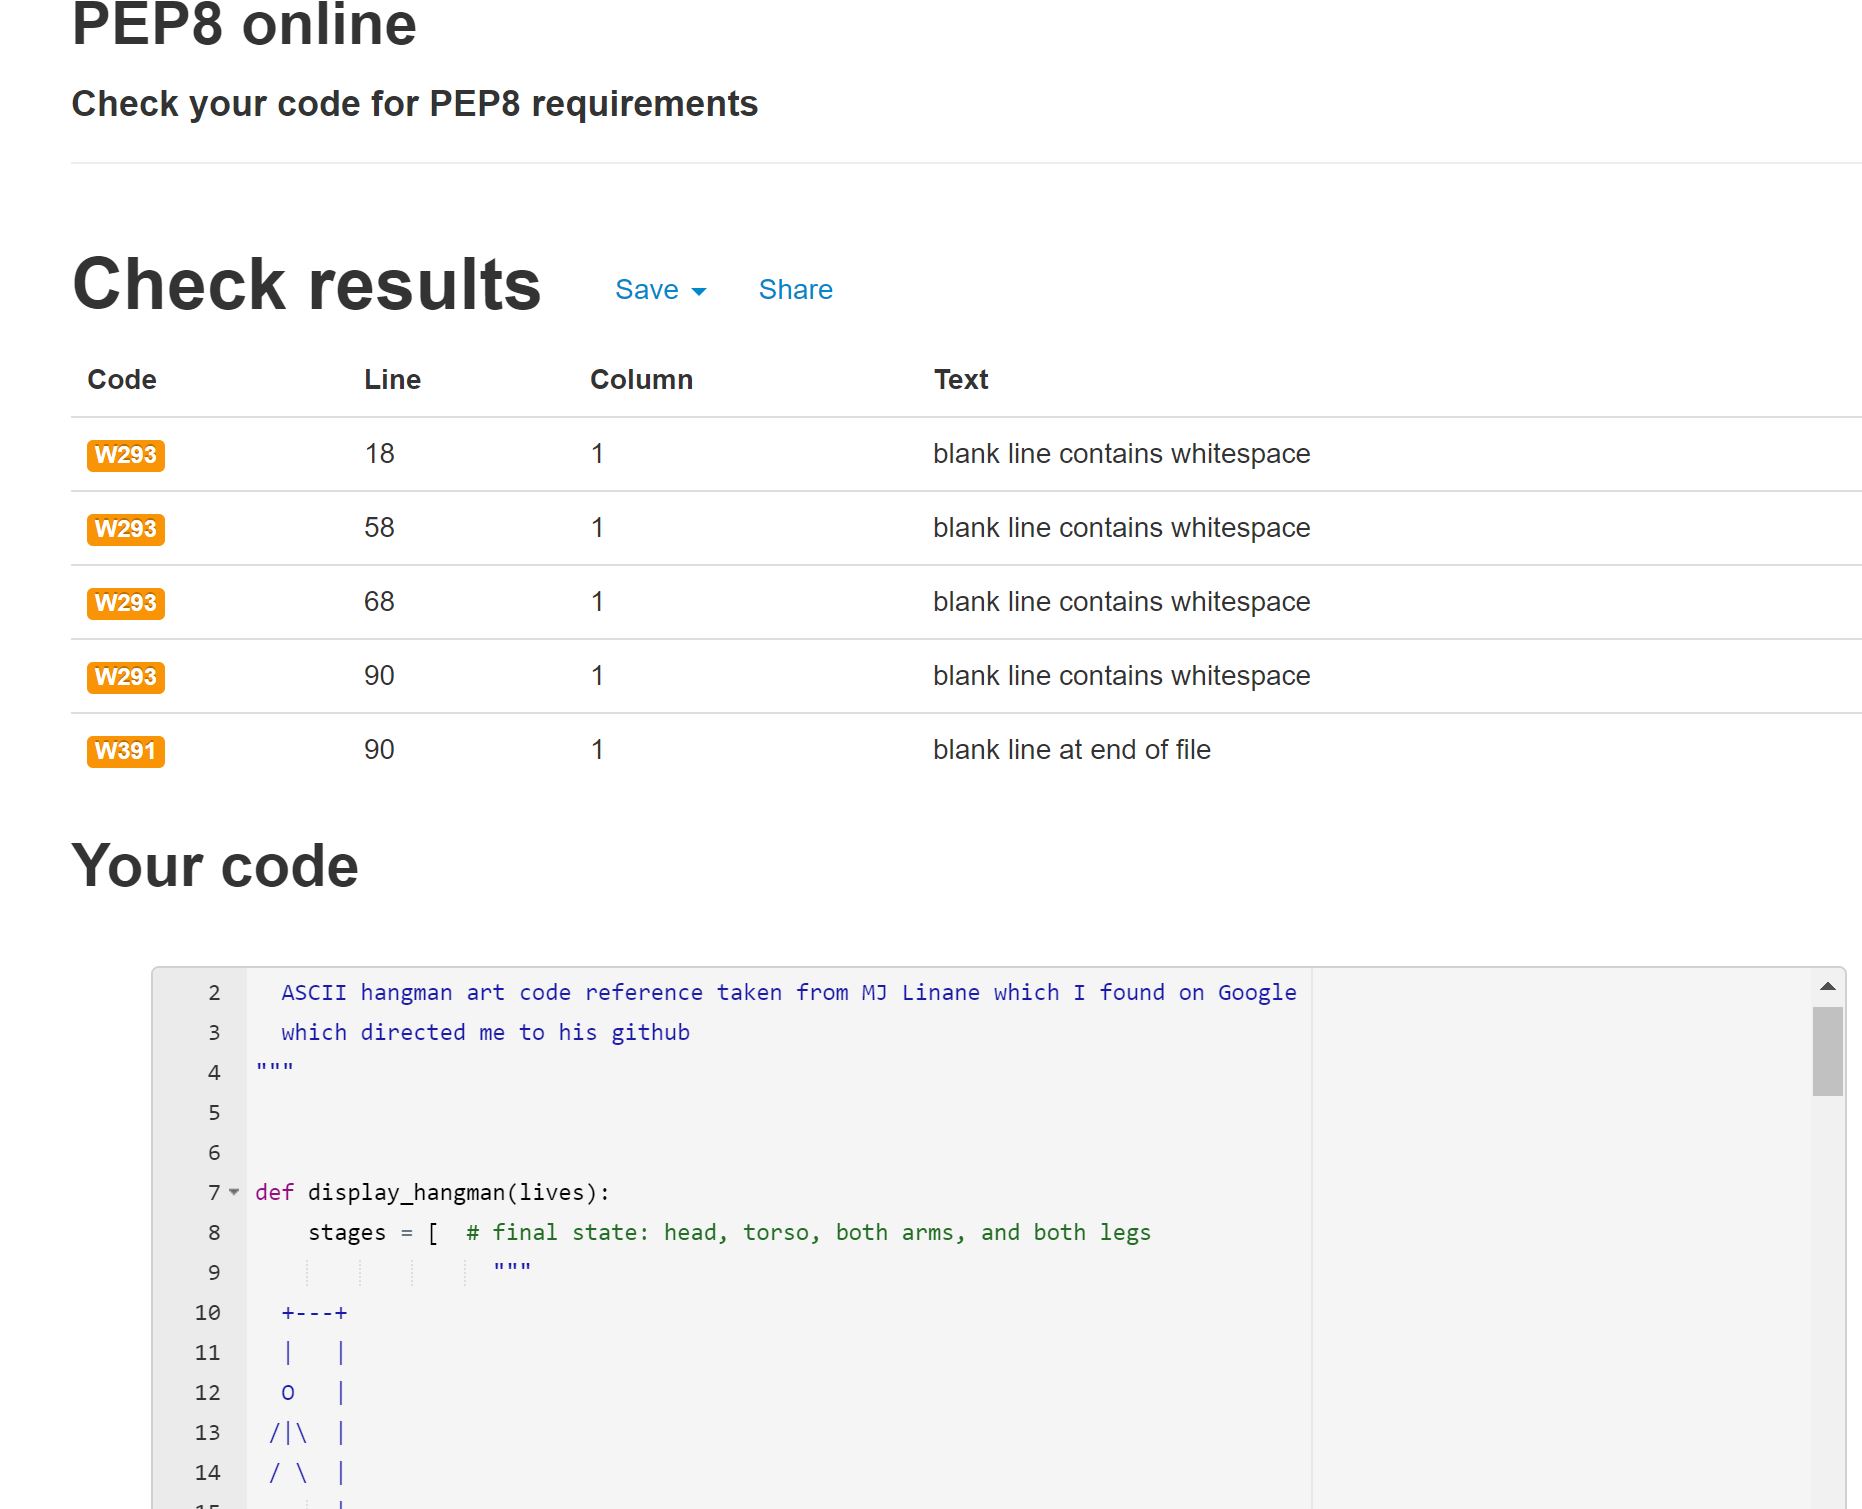 PEP8 online
Check your code for PEP8 requirements
Check results Save Share
Code Line Column Text
W293 18 1 blank line contains whitespace
W293 58 1 blank line contains whitespace
W293 68 1 blank line contains whitespace
W293 90 1 blank line contains whitespace
W391 90 1 blank line at end of file
Your code
2   ASCII hangman art code reference taken from MJ Linane which I found on Google
3   which directed me to his github
4 """
5
6
7 def display_hangman(lives):
8     stages = [  # final state: head, torso, both arms, and both legs
9                   """
10   +---+
11   |   |
12   O   |
13  /|\  |
14  / \  |
15       |